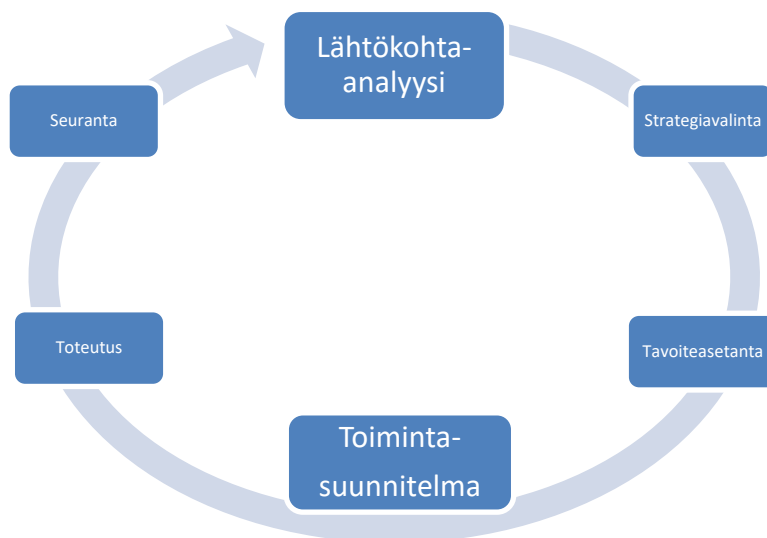 Lähtökohta-
analyysi
Strategiavalinta
Tavoiteasetanta
Toiminta-
suunnitelma
Toteutus
Seuranta